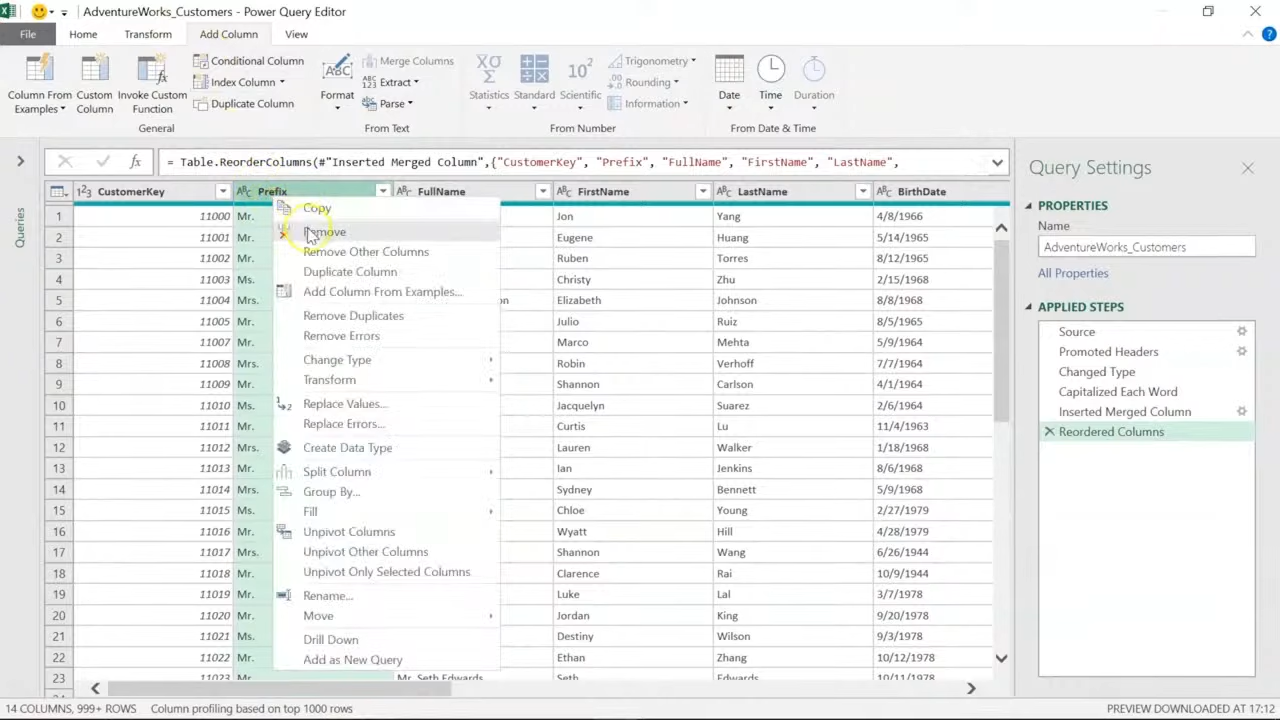 AdventureWorks_Customers - Power Query Editor
File Home Transform Add Column View
Column From Examples
Custom Column
Invoke Custom Function
Conditional Column
Index Column
Duplicate Column
General
Format
Merge Columns
Extract
Parse
From Text
Statistics
Standard
Scientific
Trigonometry
Rounding
Information
From Number
Date
Time
Duration
From Date & Time
= Table.ReorderColumns(#"Inserted Merged Column",{"CustomerKey", "Prefix", "FullName", "FirstName", "LastName",
CustomerKey Prefix FullName FirstName LastName BirthDate
1 11000 Mr. Jon Yang 4/8/1966
2 11001 Mr. Eugene Huang 5/14/1965
3 11002 Mr. Ruben Torres 8/12/1965
4 11003 Ms. Christy Zhu 2/15/1968
5 11004 Mrs. on Elizabeth Johnson 8/8/1968
6 11005 Mr. Julio Ruiz 8/5/1965
7 11007 Mr. Marco Mehta 5/9/1964
8 11008 Mrs. Robin Verhoff 7/7/1964
9 11009 Mr. Shannon Carlson 4/1/1964
10 11010 Ms. Jacquelyn Suarez 2/6/1964
11 11011 Mr. Curtis Lu 11/4/1963
12 11012 Mrs. Lauren Walker 1/18/1968
13 11013 Mr. Ian Jenkins 8/6/1968
14 11014 Mrs. Sydney Bennett 5/9/1968
15 11015 Ms. Chloe Young 2/27/1979
16 11016 Mr. Wyatt Hill 4/28/1979
17 11017 Mrs. Shannon Wang 6/26/1944
18 11018 Mr. Clarence Rai 10/9/1944
19 11019 Mr. Luke Lal 3/7/1978
20 11020 Mr. Jordan King 9/20/1978
21 11021 Ms. Destiny Wilson 9/3/1978
22 11022 Mr. Ethan Zhang 10/12/1978
23 11023 Mr. Mr. Seth Edwards Seth Edwards 10/11/1978
Copy
Remove
Remove Other Columns
Duplicate Column
Add Column From Examples...
Remove Duplicates
Remove Errors
Change Type
Transform
Replace Values...
Replace Errors...
Create Data Type
Split Column
Group By...
Fill
Unpivot Columns
Unpivot Other Columns
Unpivot Only Selected Columns
Rename...
Move
Drill Down
Add as New Query
Queries
Query Settings
PROPERTIES
Name
AdventureWorks_Customers
All Properties
APPLIED STEPS
Source
Promoted Headers
Changed Type
Capitalized Each Word
Inserted Merged Column
Reordered Columns
14 COLUMNS, 999+ ROWS Column profiling based on top 1000 rows PREVIEW DOWNLOADED AT 17:12